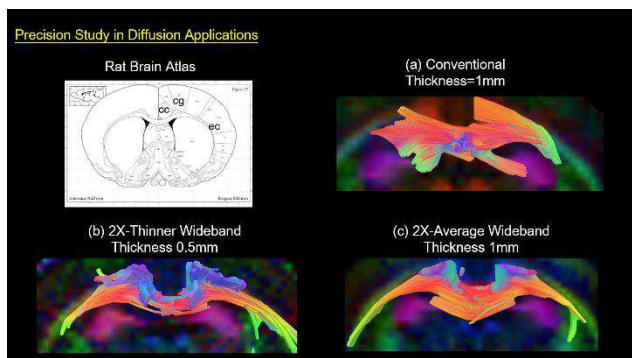 Precision Study in Diffusion Applications
Rat Brain Atlas
cg
cc
ec
(a) Conventional
Thickness=1mm
(b) 2X-Thinner Wideband
Thickness 0.5mm
(c) 2X-Average Wideband
Thickness 1mm